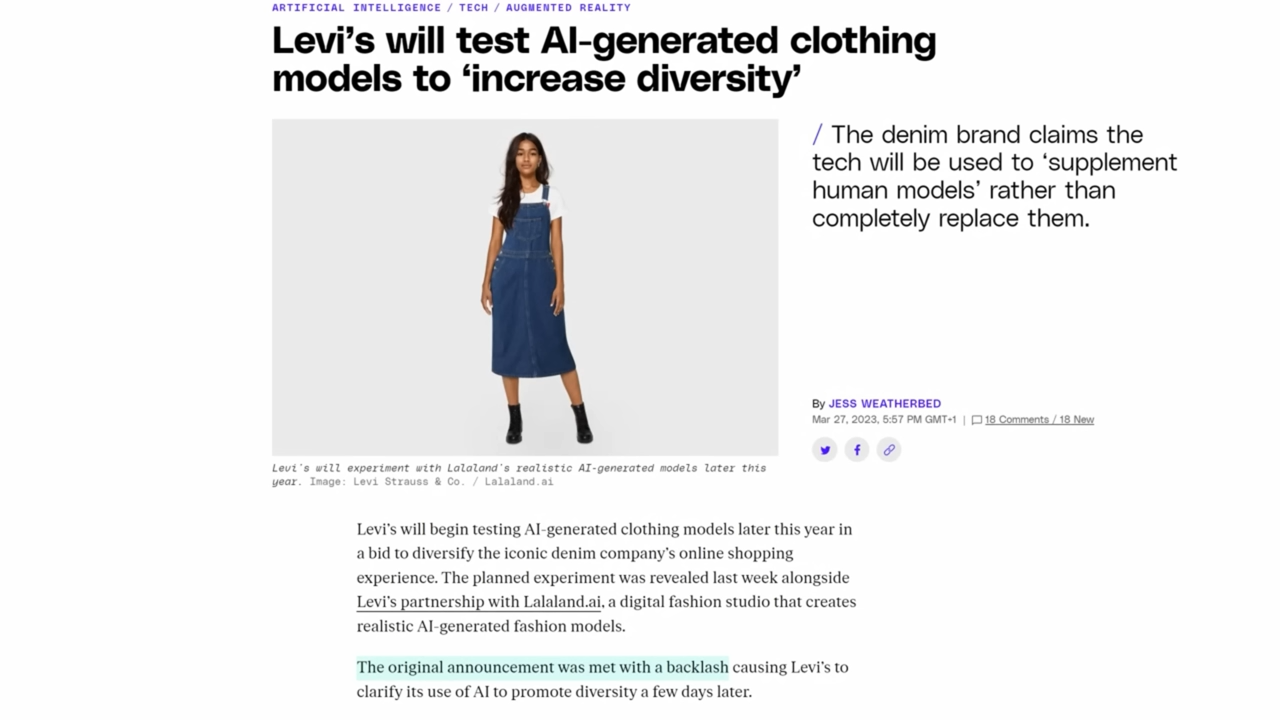 ARTIFICIAL INTELLIGENCE / TECH / AUGMENTED REALITY
Levi’s will test AI-generated clothing
models to ‘increase diversity’
/ The denim brand claims the
tech will be used to ‘supplement
human models’ rather than
completely replace them.
By JESS WEATHERBED
Mar 27, 2023, 5:57 PM GMT+1 | 18 Comments / 18 New
Levi's will experiment with Lalaland's realistic AI-generated models later this
year. Image: Levi Strauss & Co. / Lalaland.ai
Levi’s will begin testing AI-generated clothing models later this year in
a bid to diversify the iconic denim company’s online shopping
experience. The planned experiment was revealed last week alongside
Levi’s partnership with Lalaland.ai, a digital fashion studio that creates
realistic AI-generated fashion models.
The original announcement was met with a backlash causing Levi’s to
clarify its use of AI to promote diversity a few days later.